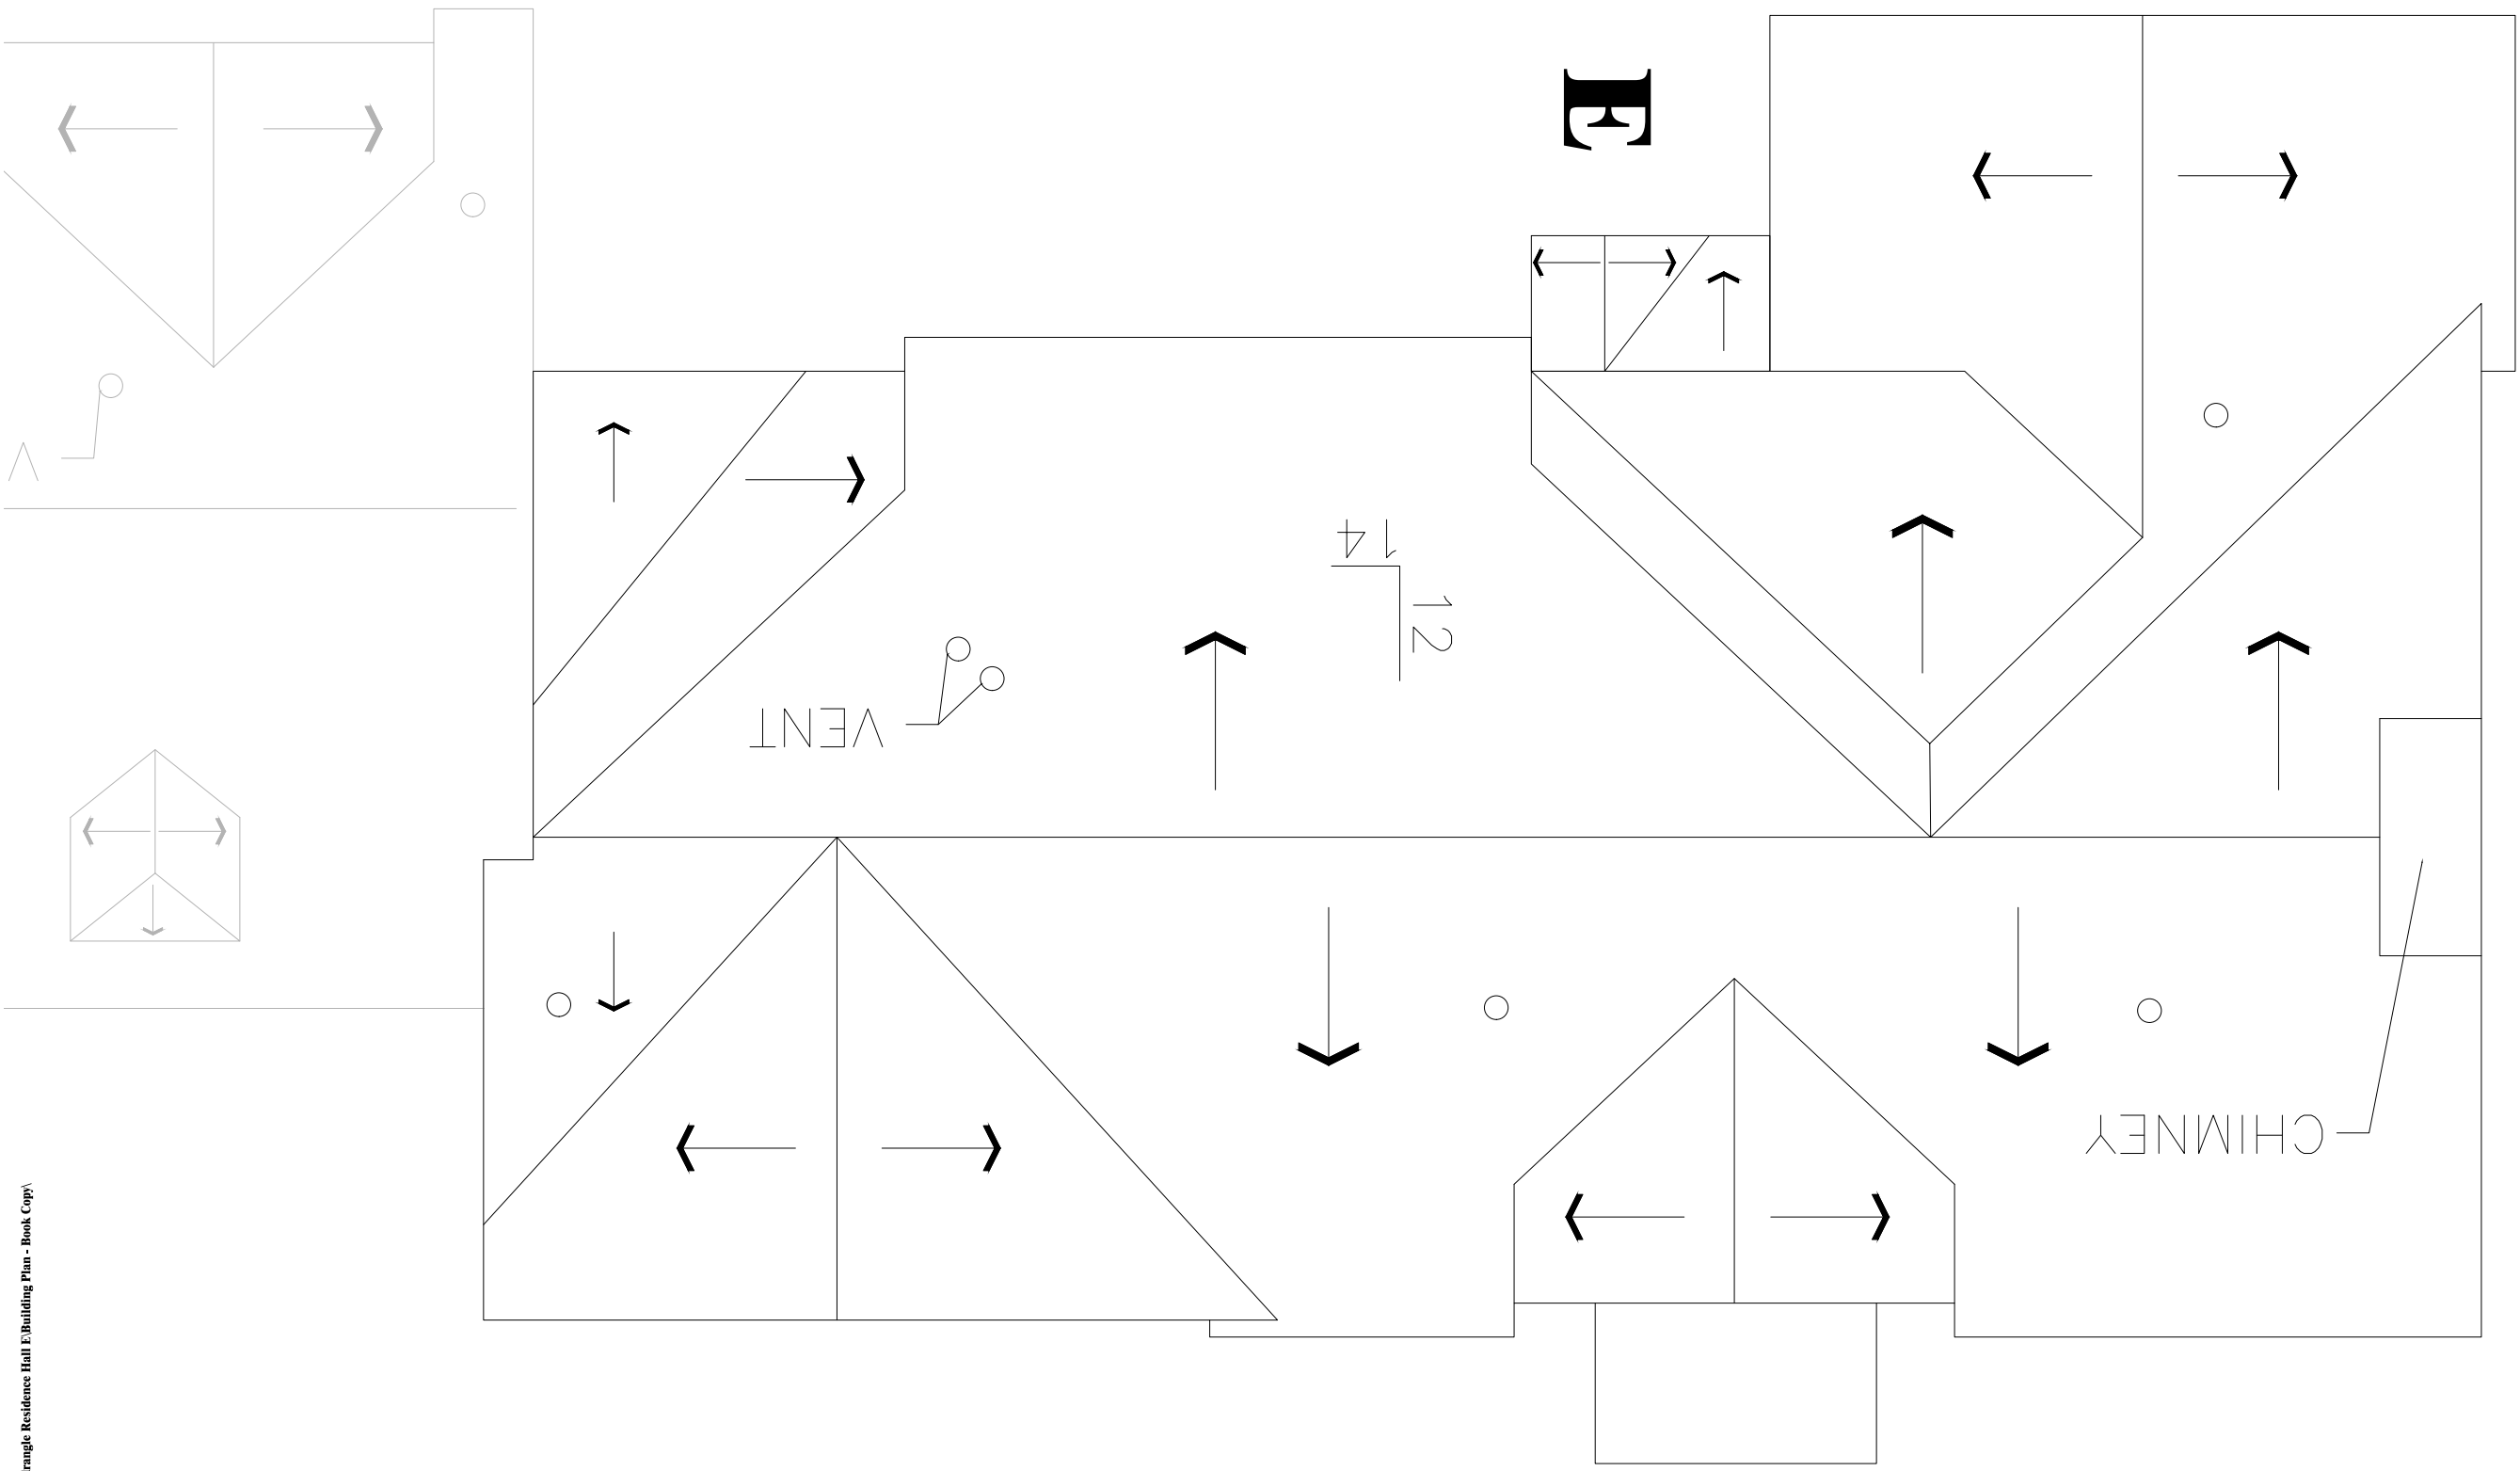 E
14
12
VENT
CHIMNEY
rangle Residence Hall E\Building Plan - Book Copy\